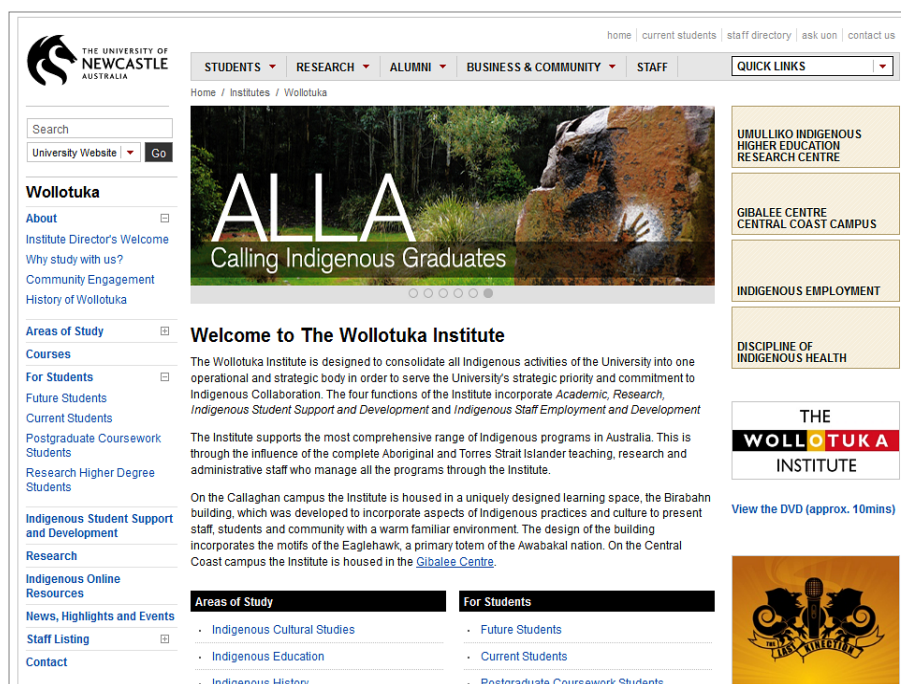 home | current students | staff directory | ask uon | contact us
THE UNIVERSITY OF
NEWCASTLE
AUSTRALIA
STUDENTS
RESEARCH
ALUMNI
BUSINESS & COMMUNITY
STAFF
QUICK LINKS
Home / Institutes / Wollotuka
Search
University Website
Go
Wollotuka
About
Institute Director's Welcome
Why study with us?
Community Engagement
History of Wollotuka
Areas of Study
Courses
For Students
Future Students
Current Students
Postgraduate Coursework
Students
Research Higher Degree
Students
Indigenous Student Support
and Development
Research
Indigenous Online
Resources
News, Highlights and Events
Staff Listing
Contact
ALLA
Calling Indigenous Graduates
Welcome to The Wollotuka Institute
The Wollotuka Institute is designed to consolidate all Indigenous activities of the University into one
operational and strategic body in order to serve the University's strategic priority and commitment to
Indigenous Collaboration. The four functions of the Institute incorporate Academic, Research,
Indigenous Student Support and Development and Indigenous Staff Employment and Development
The Institute supports the most comprehensive range of Indigenous programs in Australia. This is
through the influence of the complete Aboriginal and Torres Strait Islander teaching, research and
administrative staff who manage all the programs through the Institute.
On the Callaghan campus the Institute is housed in a uniquely designed learning space, the Birabahn
building, which was developed to incorporate aspects of Indigenous practices and culture to present
staff, students and community with a warm familiar environment. The design of the building
incorporates the motifs of the Eaglehawk, a primary totem of the Awabakal nation. On the Central
Coast campus the Institute is housed in the Gibalee Centre.
Areas of Study
Indigenous Cultural Studies
Indigenous Education
Indigenous History
For Students
Future Students
Current Students
Postgraduate Coursework Students
UMULLIKO INDIGENOUS
HIGHER EDUCATION
RESEARCH CENTRE
GIBALEE CENTRE
CENTRAL COAST CAMPUS
INDIGENOUS EMPLOYMENT
DISCIPLINE OF
INDIGENOUS HEALTH
THE
WOLLOTUKA
INSTITUTE
View the DVD (approx. 10mins)
THE LAST KINECTION